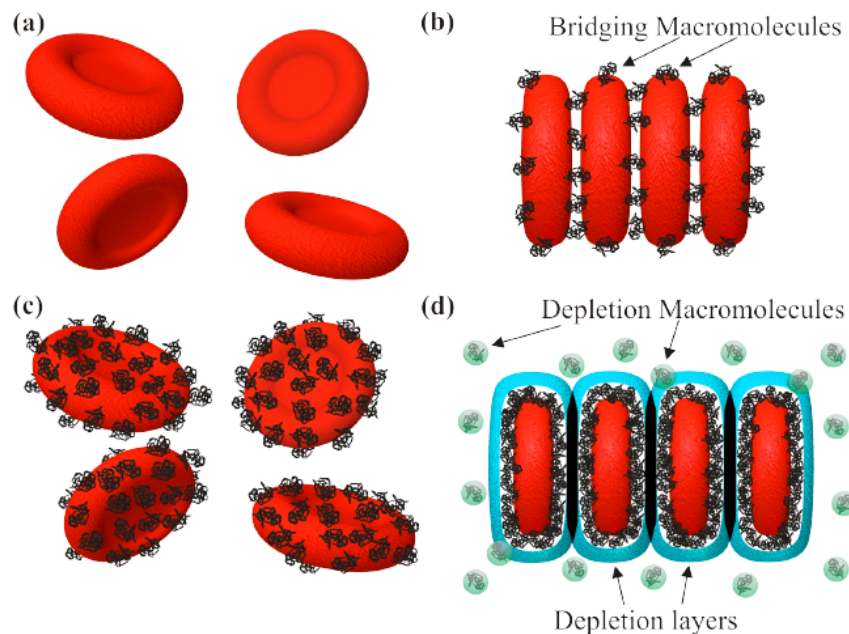 (a)
(b)
Bridging Macromolecules
(c)
(d)
Depletion Macromolecules
Depletion layers